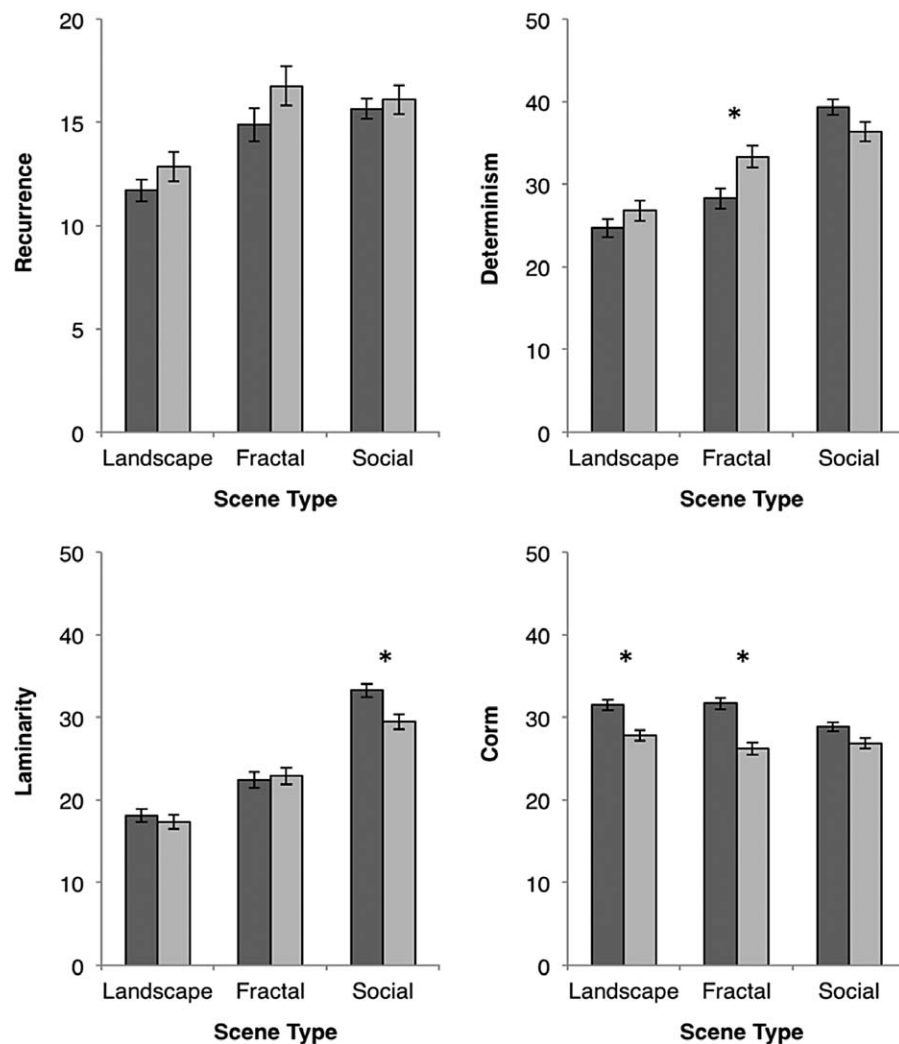 Recurrence
20
15
10
5
0
Landscape Fractal Social
Scene Type
Determinism
50
40
30
20
10
0
*
Landscape Fractal Social
Scene Type
Laminarity
50
40
30
20
10
0
*
Landscape Fractal Social
Scene Type
Corm
50
40
30
20
10
0
* *
Landscape Fractal Social
Scene Type